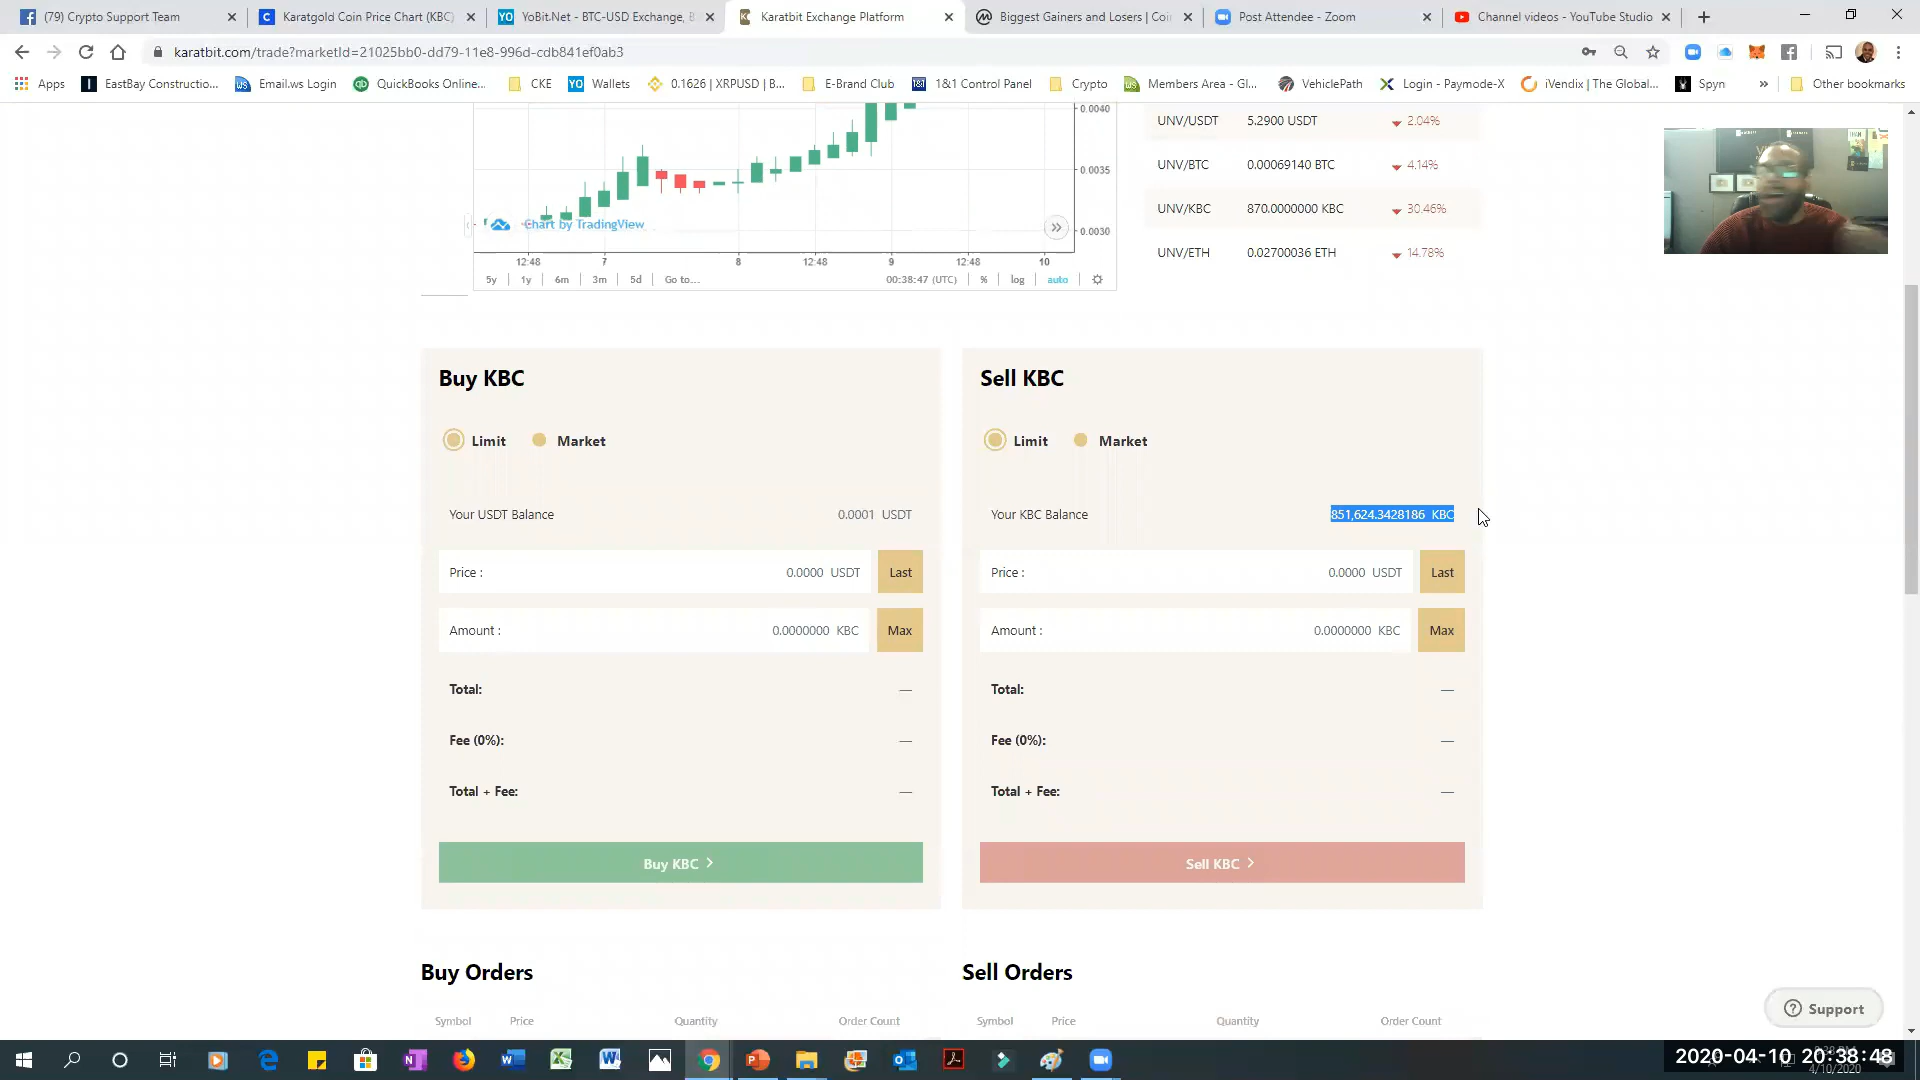 (79) Crypto Support Team
Karatgold Coin Price Chart (KBC)
YoBit.Net - BTC-USD Exchange, B
Karatbit Exchange Platform
Biggest Gainers and Losers | Coi
Post Attendee - Zoom
Channel videos - YouTube Studio
karatbit.com/trade?marketId=21025bb0-dd79-11e8-996d-cdb841ef0ab3
Apps
EastBay Constructio...
Email.ws Login
QuickBooks Online...
CKE
Wallets
0.1626 | XRPUSD | B...
E-Brand Club
1&1 Control Panel
Crypto
Members Area - Gl...
VehiclePath
Login - Paymode-X
iVendix | The Global...
Spyn
»
Other bookmarks
0.0040
0.0035
0.0030
Chart by TradingView
12:48 7 8 12:48 9 12:48 10
5y 1y 6m 3m 5d Go to... 00:38:47 (UTC) % log auto
UNV/USDT 5.2900 USDT 2.04%
UNV/BTC 0.00069140 BTC 4.14%
UNV/KBC 870.0000000 KBC 30.46%
UNV/ETH 0.02700036 ETH 14.78%
Buy KBC
Limit Market
Your USDT Balance 0.0001 USDT
Price : 0.0000 USDT Last
Amount : 0.0000000 KBC Max
Total: —
Fee (0%): —
Total + Fee: —
Buy KBC >
Sell KBC
Limit Market
Your KBC Balance 851,624.3428186 KBC
Price : 0.0000 USDT Last
Amount : 0.0000000 KBC Max
Total: —
Fee (0%): —
Total + Fee: —
Sell KBC >
Buy Orders
Symbol Price Quantity Order Count
Sell Orders
Symbol Price Quantity Order Count
Support
2020-04-10 20:38:48
4/10/2020